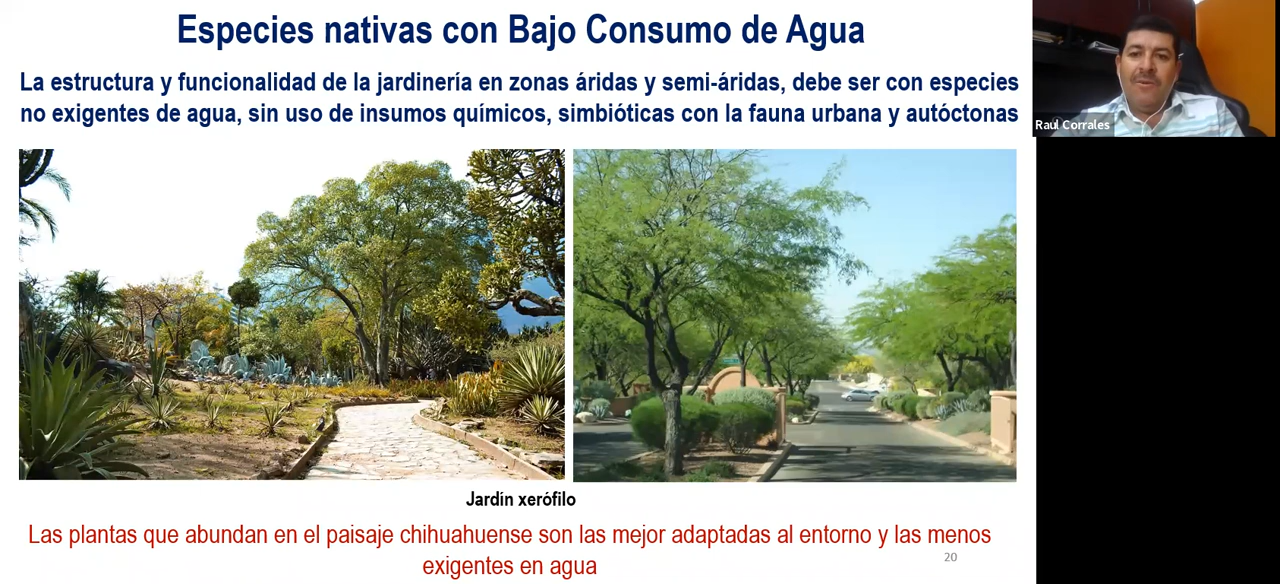 Especies nativas con Bajo Consumo de Agua
La estructura y funcionalidad de la jardinería en zonas áridas y semi-áridas, debe ser con especies
no exigentes de agua, sin uso de insumos químicos, simbióticas con la fauna urbana y autóctonas
Raul Corrales
Jardín xerófilo
Las plantas que abundan en el paisaje chihuahuense son las mejor adaptadas al entorno y las menos
exigentes en agua
20